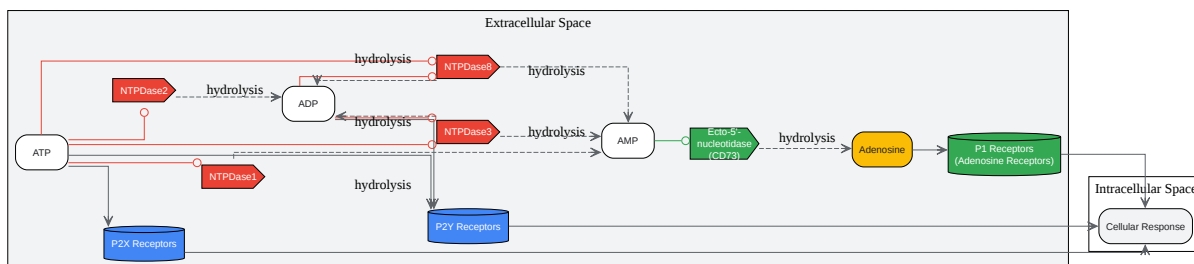 Extracellular Space
hydrolysis
NTPDase8
hydrolysis
NTPDase2
hydrolysis
ADP
hydrolysis
NTPDase3
hydrolysis
AMP
Ecto-5'-
nucleotidase
(CD73)
hydrolysis
Adenosine
P1 Receptors
(Adenosine Receptors)
ATP
NTPDase1
hydrolysis
Intracellular Space
P2X Receptors
P2Y Receptors
Cellular Response